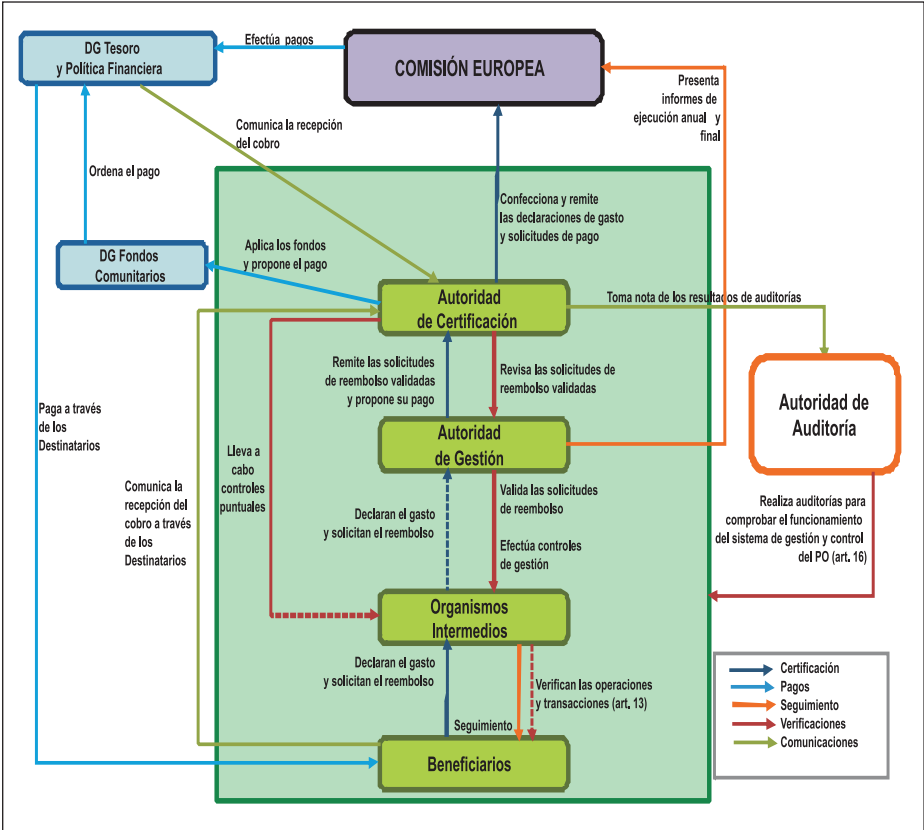 DG Tesoro
y Política Financiera
Efectúa pagos
COMISIÓN EUROPEA
Presenta
informes de
ejecución anual y
final
Comunica la recepción
del cobro
Ordena el pago
Confecciona y remite
las declaraciones de gasto
y solicitudes de pago
DG Fondos
Comunitarios
Aplica los fondos
y propone el pago
Autoridad
de Certificación
Toma nota de los resultados de auditorías
Remite las solicitudes
de reembolso validadas
y propone su pago
Revisa las solicitudes de
reembolso validadas
Autoridad de
Auditoría
Paga a través
de los
Destinatarios
Autoridad
de Gestión
Lleva a
cabo
controles
puntuales
Comunica la
recepción del
cobro a través
de los
Destinatarios
Declaran el gasto
y solicitan el reembolso
Valida las solicitudes
de reembolso
Efectúa controles
de gestión
Realiza auditorías para
comprobar el funcionamiento
del sistema de gestión y control
del PO (art. 16)
Organismos
Intermedios
Declaran el gasto
y solicitan el reembolso
Verifican las operaciones
y transacciones (art. 13)
Seguimiento
Beneficiarios
Certificación
Pagos
Seguimiento
Verificaciones
Comunicaciones